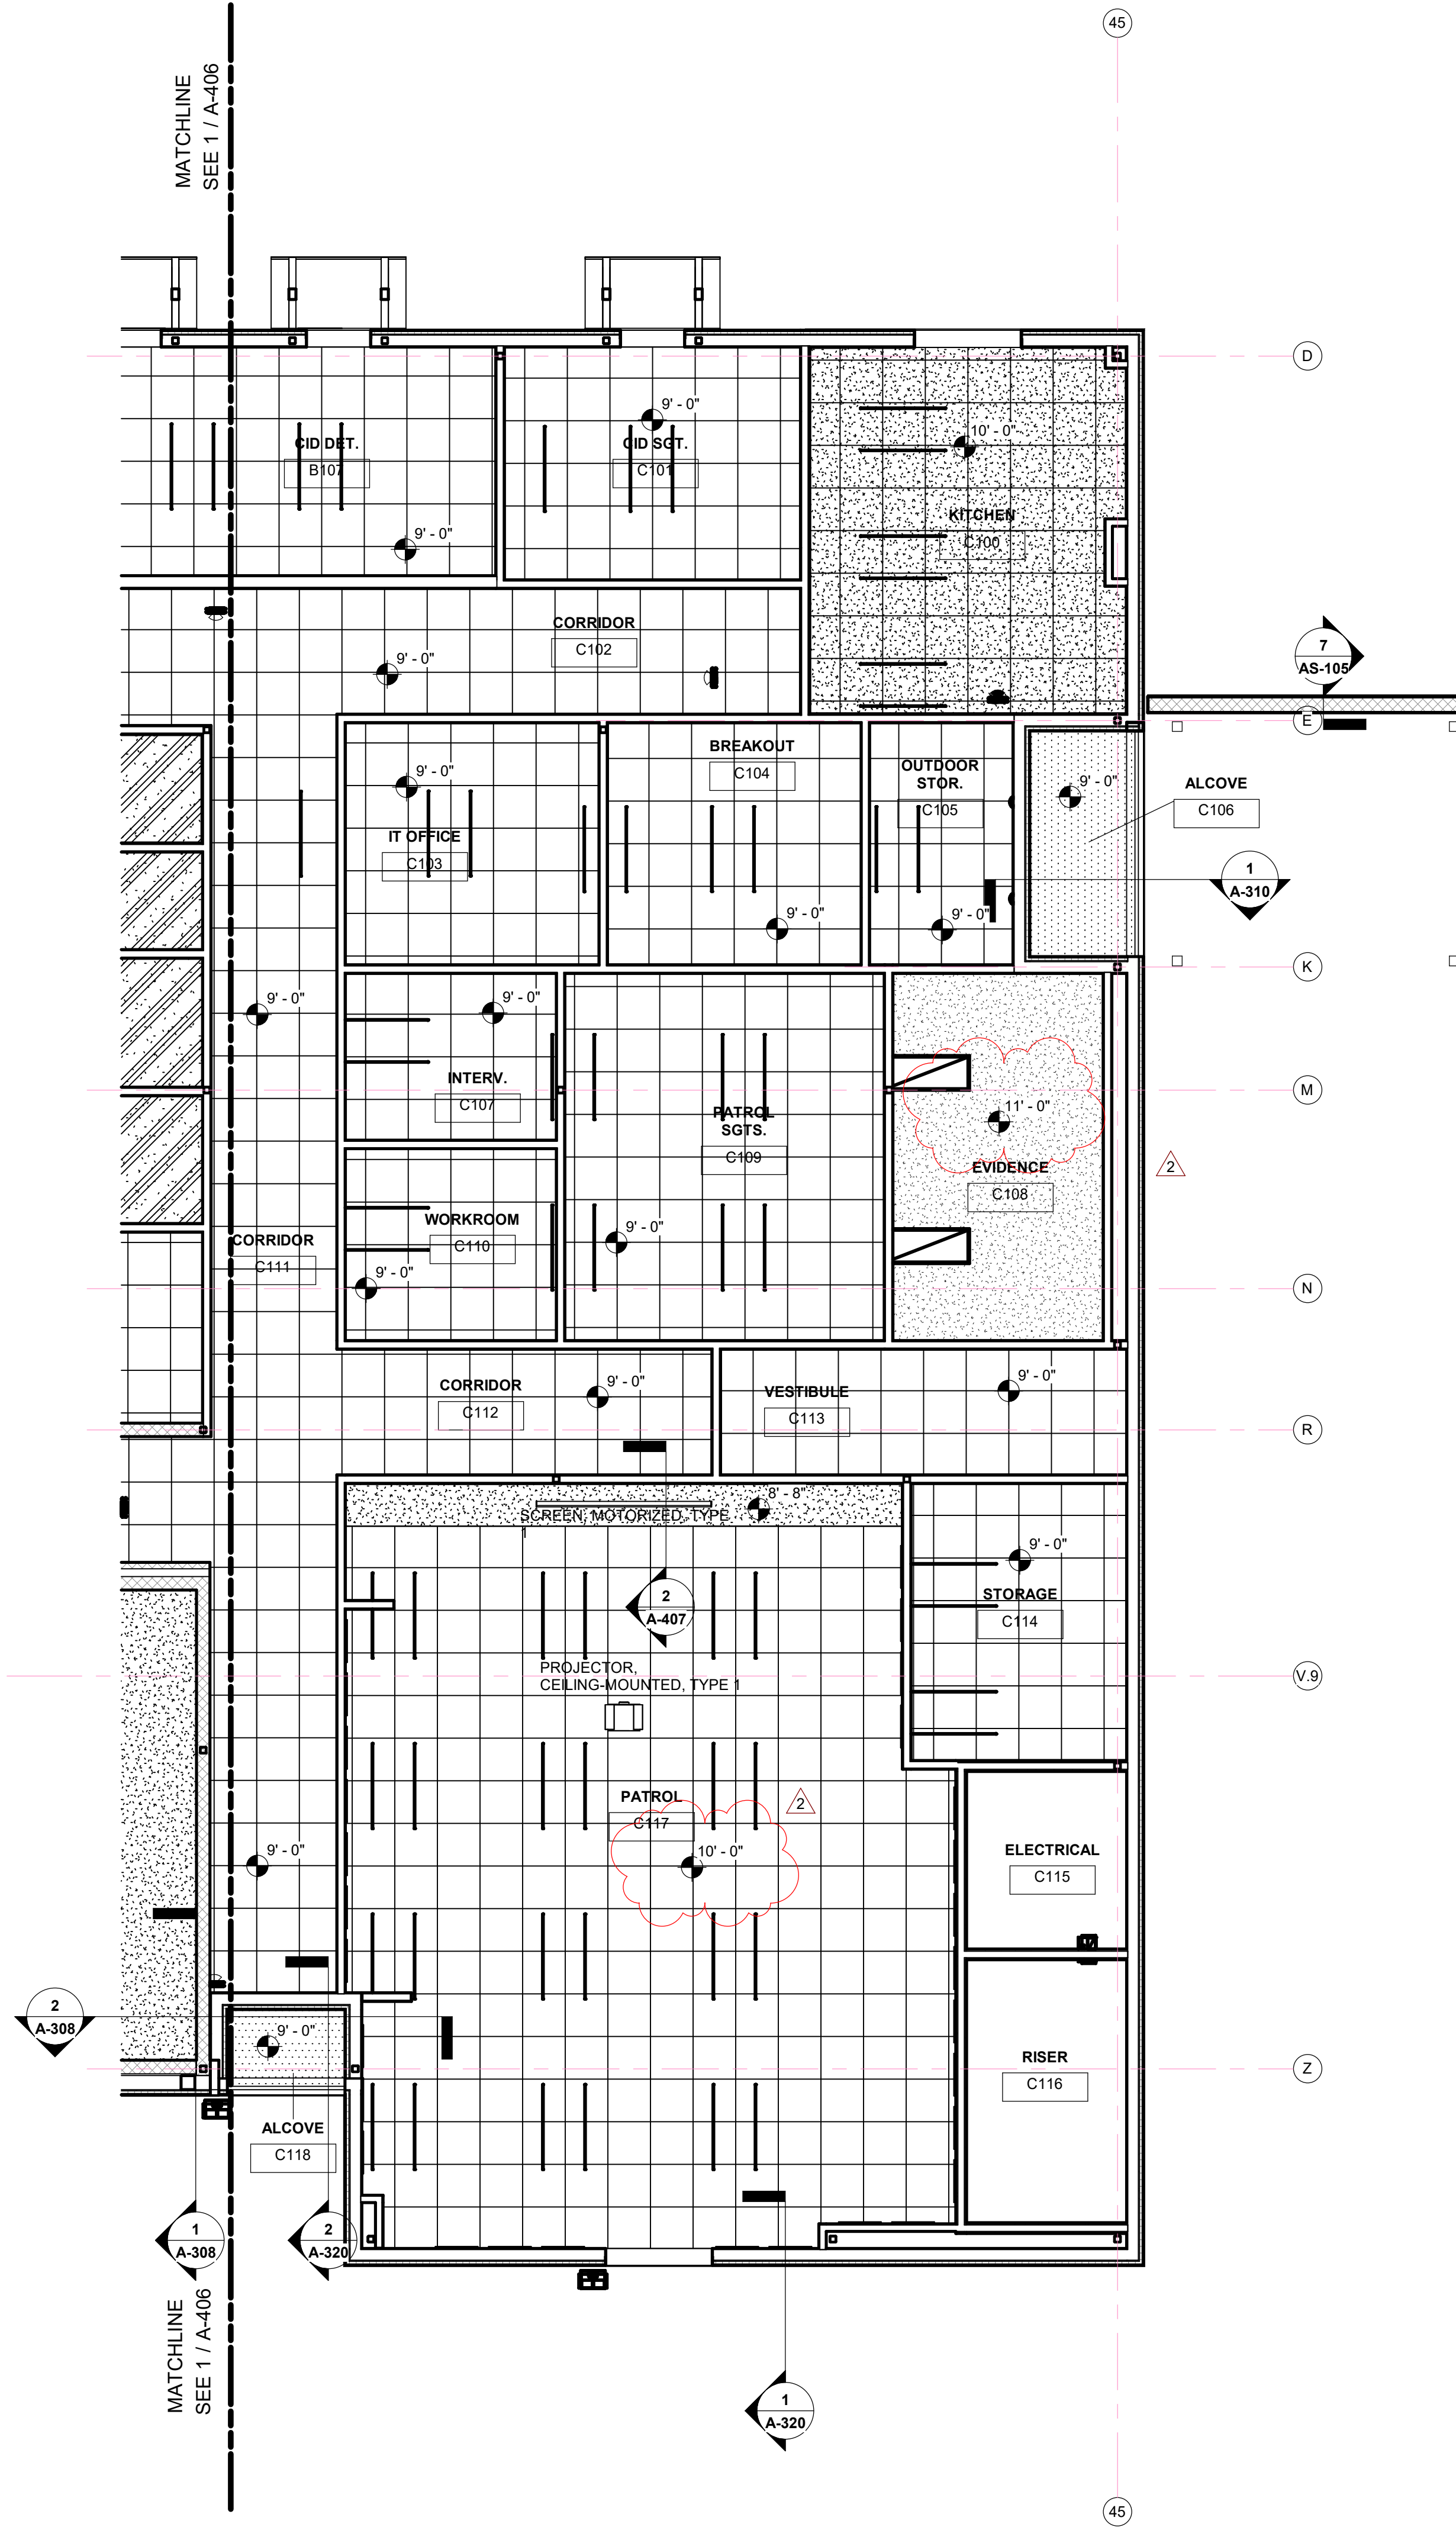 45
MATCHLINE
SEE 1 / A-406
D
9' - 0"
CID DET.
B107
CID SGT.
C101
10' - 0"
9' - 0"
KITCHEN
C100
CORRIDOR
C102
9' - 0"
7
AS-105
E
BREAKOUT
C104
OUTDOOR
STOR.
C105
9' - 0"
9' - 0"
ALCOVE
C106
IT OFFICE
C103
1
A-310
9' - 0"
9' - 0"
K
9' - 0"
9' - 0"
INTERV.
C107
M
11' - 0"
PATROL
SGTS.
C109
EVIDENCE
C108
2
WORKROOM
C110
9' - 0"
CORRIDOR
C111
9' - 0"
N
CORRIDOR
C112
9' - 0"
VESTIBULE
C113
9' - 0"
R
8' - 8"
SCREEN, MOTORIZED, TYPE
1
9' - 0"
STORAGE
C114
2
A-407
PROJECTOR,
CEILING-MOUNTED, TYPE 1
V.9
PATROL
C117
2
10' - 0"
9' - 0"
ELECTRICAL
C115
2
A-308
9' - 0"
RISER
C116
Z
ALCOVE
C118
1
A-308
2
A-320
MATCHLINE
SEE 1 / A-406
1
A-320
45